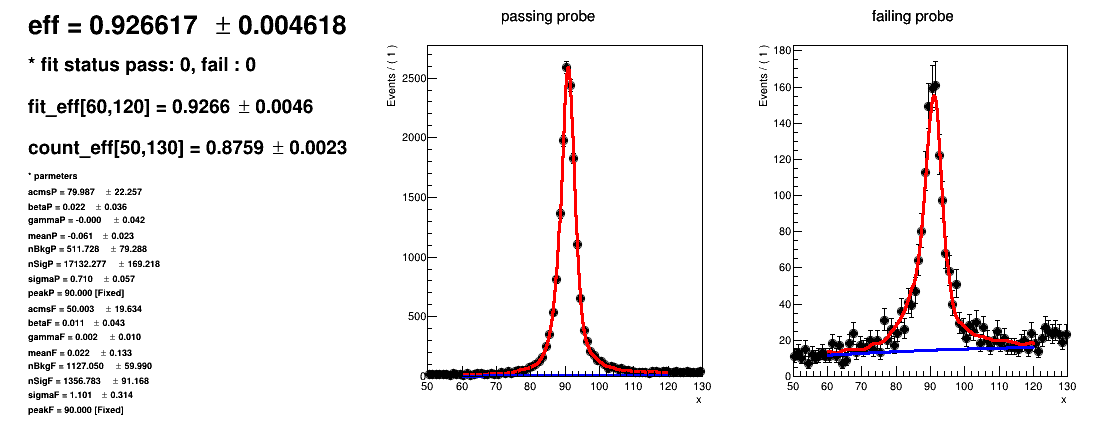 eff = 0.926617 ± 0.004618
* fit status pass: 0, fail : 0
fit_eff[60,120] = 0.9266 ± 0.0046
count_eff[50,130] = 0.8759 ± 0.0023
* parmeters
acmsP = 79.987 ± 22.257
betaP = 0.022 ± 0.036
gammaP = -0.000 ± 0.042
meanP = -0.061 ± 0.023
nBkgP = 511.728 ± 79.288
nSigP = 17132.277 ± 169.218
sigmaP = 0.710 ± 0.057
peakP = 90.000 [Fixed]
acmsF = 50.003 ± 19.634
betaF = 0.011 ± 0.043
gammaF = 0.002 ± 0.010
meanF = 0.022 ± 0.133
nBkgF = 1127.050 ± 59.990
nSigF = 1356.783 ± 91.168
sigmaF = 1.101 ± 0.314
peakF = 90.000 [Fixed]
passing probe
Events / ( 1 )
2500
2000
1500
1000
500
0
50 60 70 80 90 100 110 120 130
x
failing probe
Events / ( 1 )
180
160
140
120
100
80
60
40
20
0
50 60 70 80 90 100 110 120 130
x